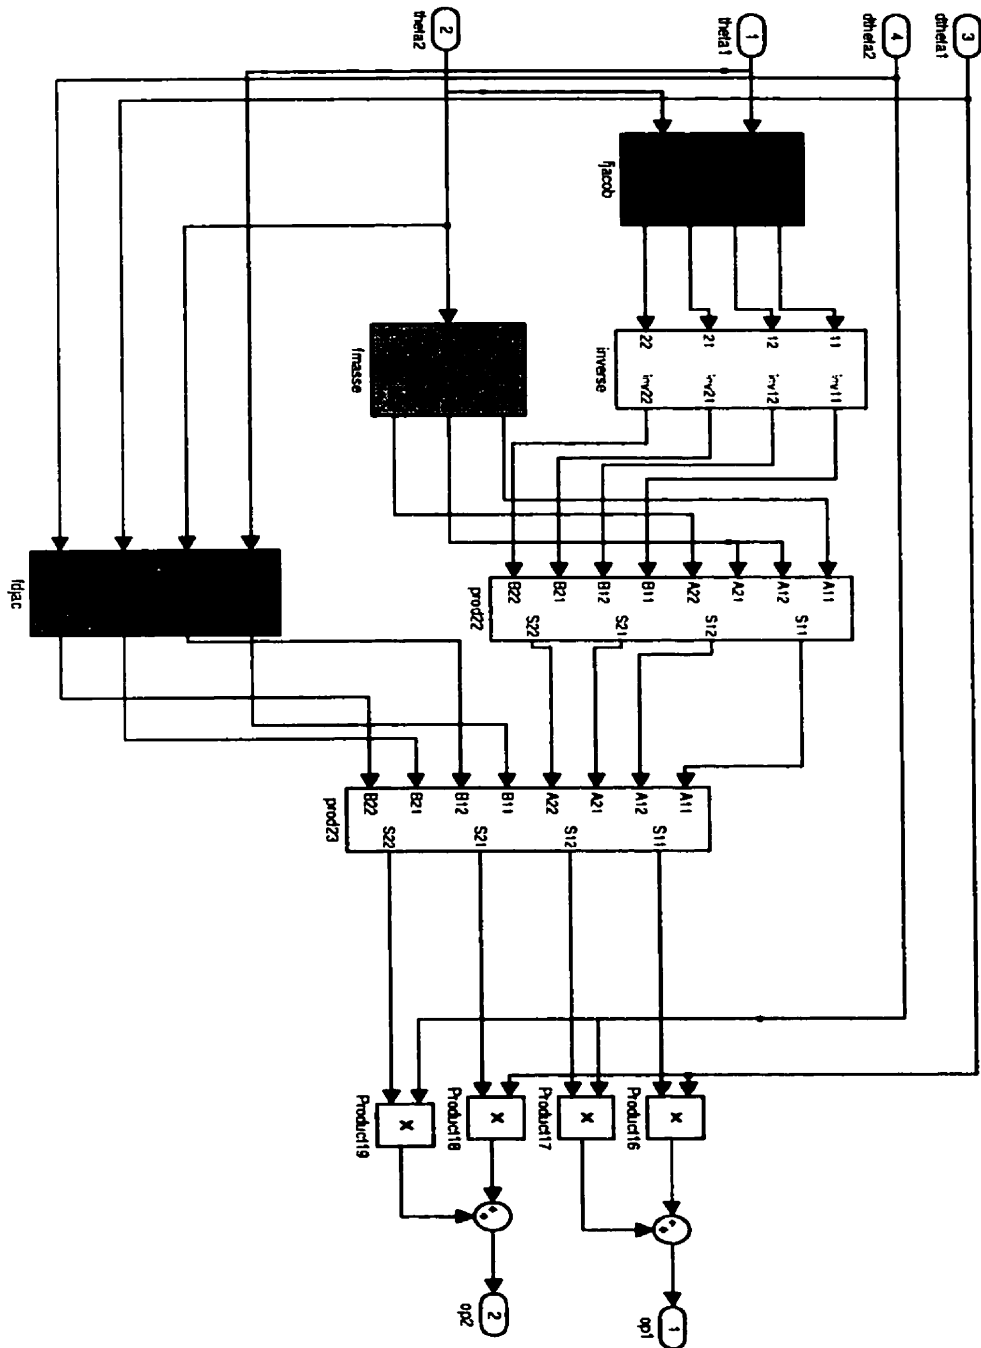 3
dtheta1
4
dtheta2
1
theta1
2
theta2
fjacob
11 inv11
12 inv12
21 inv21
22 inv22
inverse
fmasse
fdjac
A11
S11
A12
A21
S12
A22
B11
S21
B12
B21
S22
B22
prod22
A11
S11
A12
A21
S12
A22
B11
S21
B12
B21
S22
B22
prod23
x
Product16
x
Product17
x
Product18
x
Product19
1
op1
2
op2